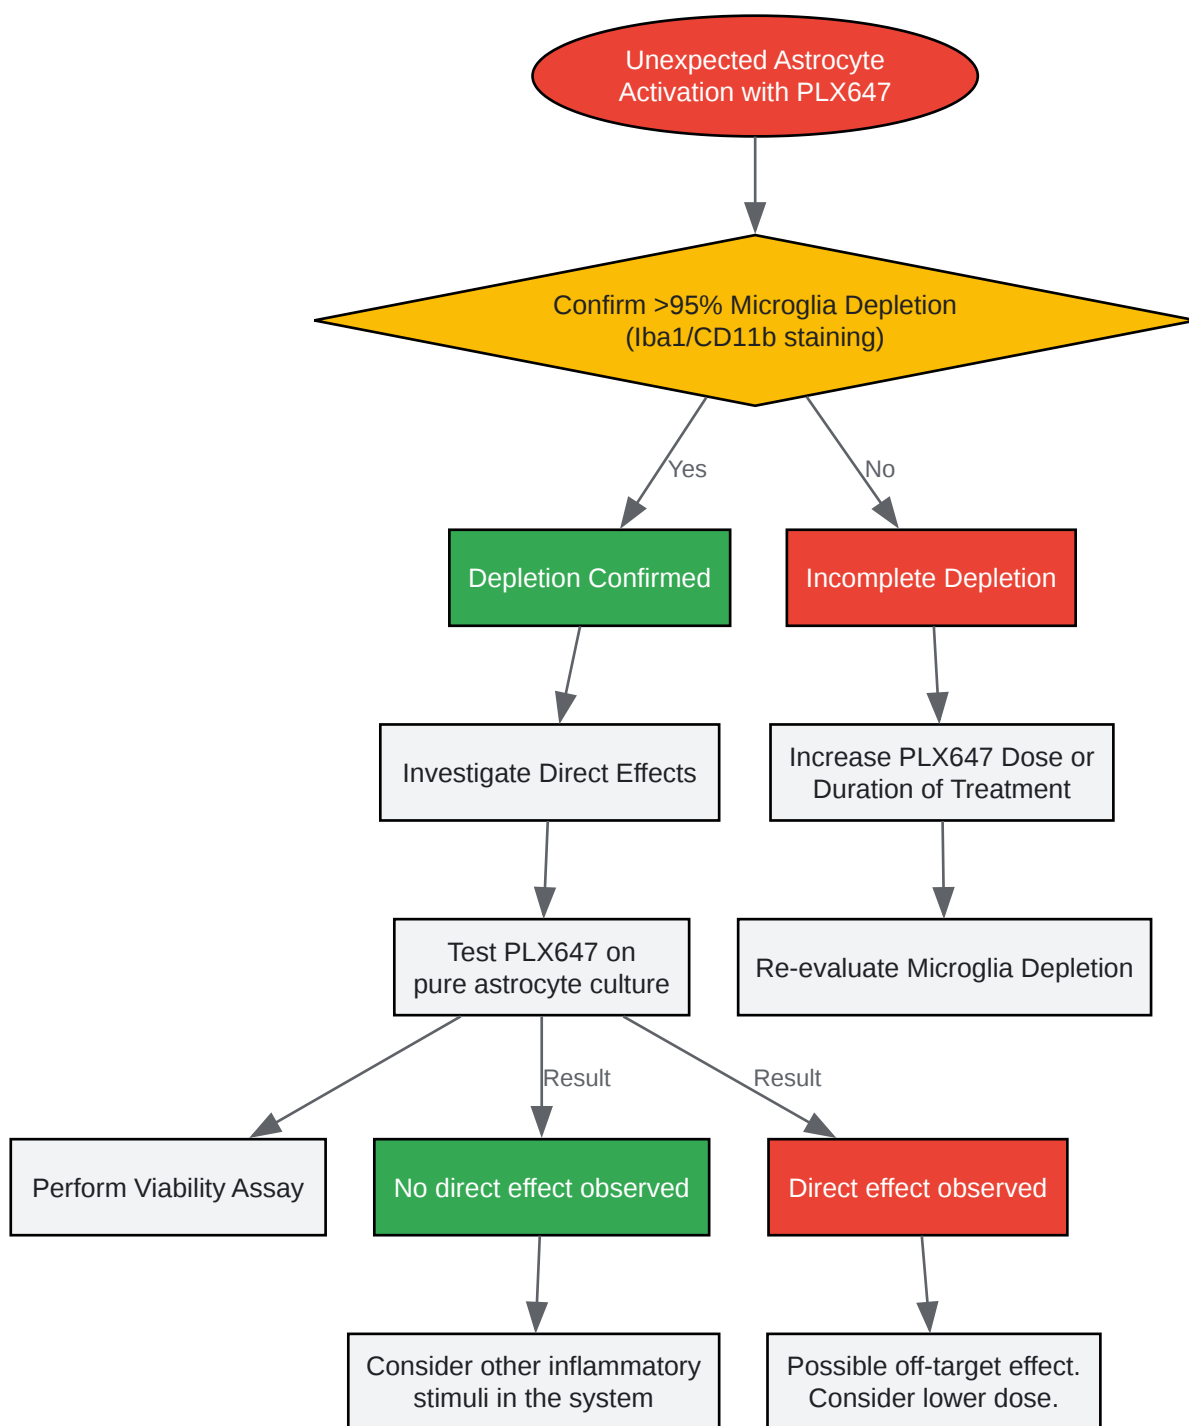 Unexpected Astrocyte
Activation with PLX647
Confirm >95% Microglia Depletion
(Iba1/CD11b staining)
Yes
No
Depletion Confirmed
Incomplete Depletion
Investigate Direct Effects
Increase PLX647 Dose or
Duration of Treatment
Test PLX647 on
pure astrocyte culture
Re-evaluate Microglia Depletion
Result
Result
Perform Viability Assay
No direct effect observed
Direct effect observed
Consider other inflammatory
stimuli in the system
Possible off-target effect.
Consider lower dose.